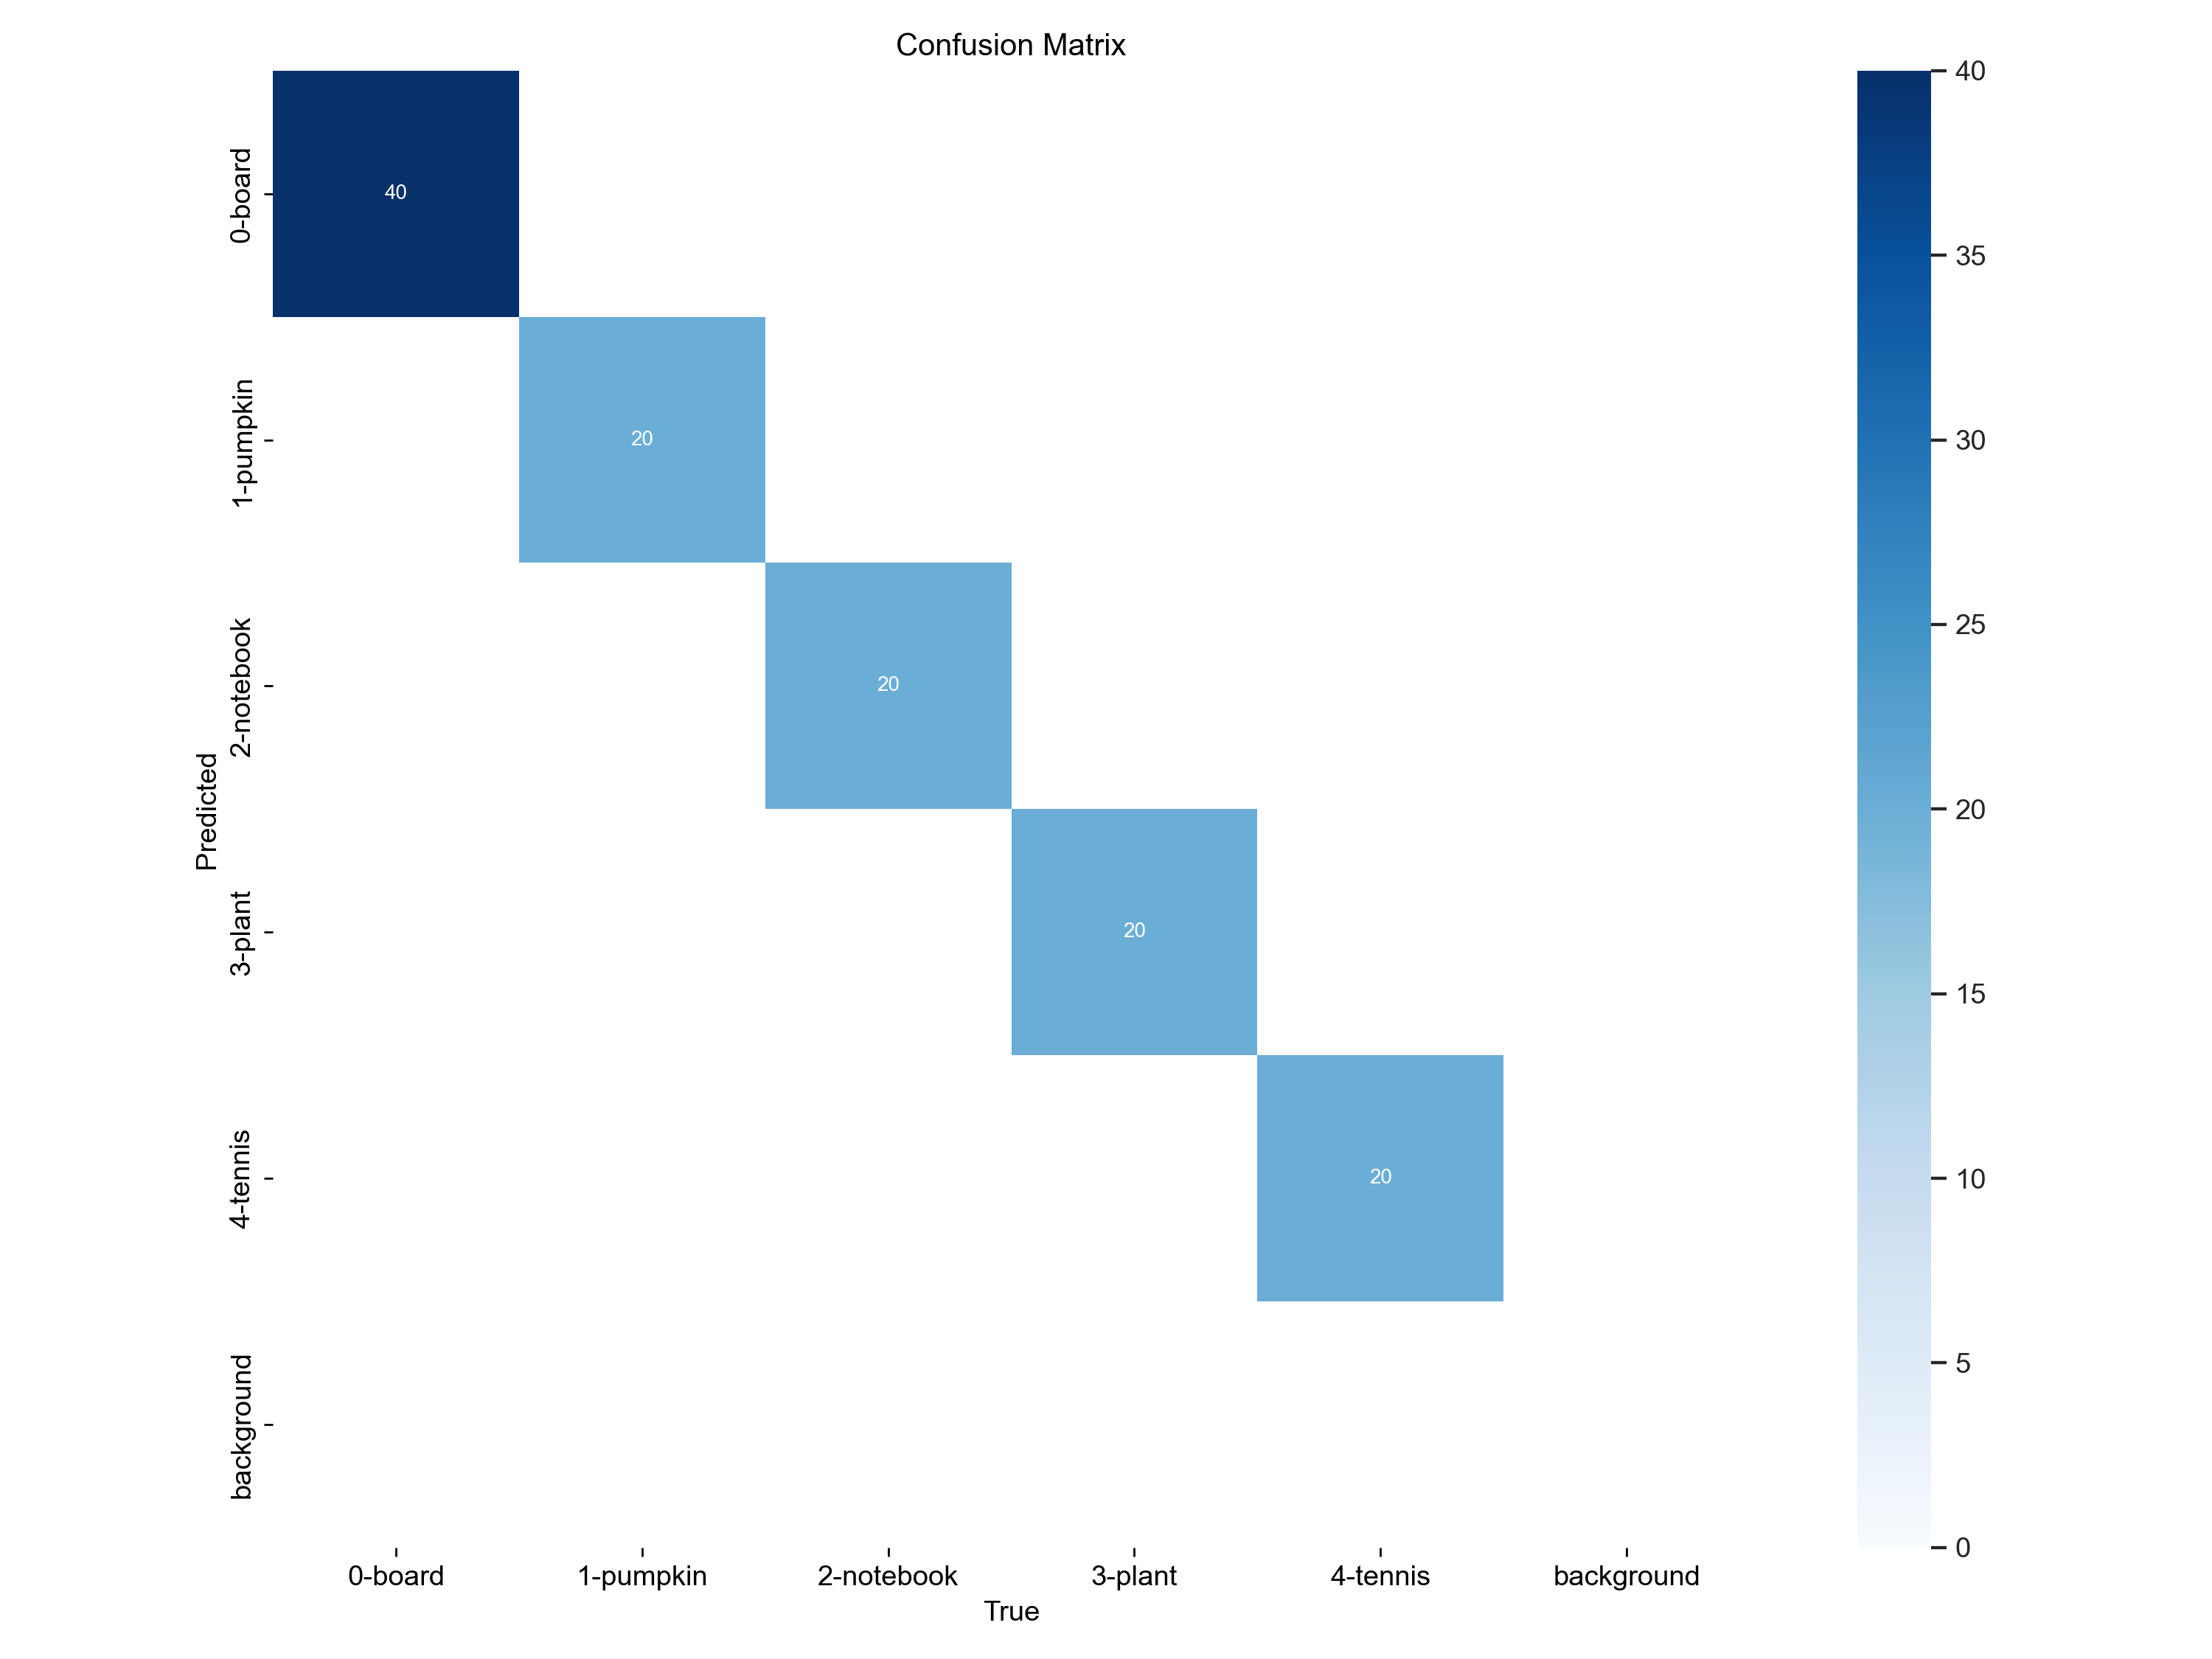 Confusion Matrix
0-board
1-pumpkin
2-notebook
3-plant
4-tennis
background
Predicted
40
20
20
20
20
0-board 1-pumpkin 2-notebook 3-plant 4-tennis background
True
40
35
30
25
20
15
10
5
0